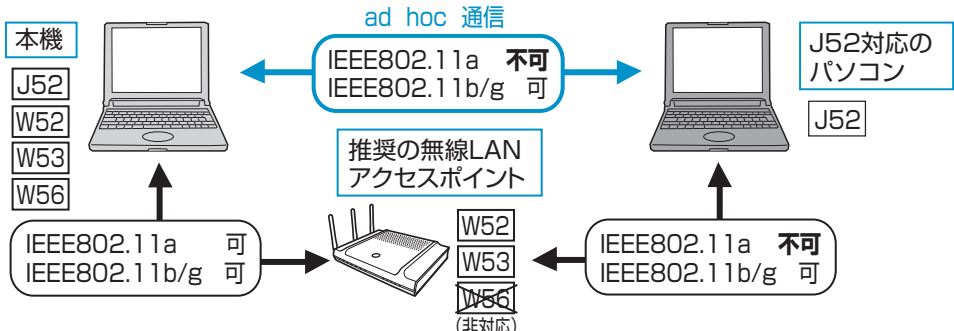 ad hoc 通信
本機
J52
W52
W53
W56
IEEE802.11a 不可
IEEE802.11b/g 可
J52対応の
パソコン
J52
推奨の無線LAN
アクセスポイント
IEEE802.11a 可
IEEE802.11b/g 可
W52
W53
W56
(非対応)
IEEE802.11a 不可
IEEE802.11b/g 可